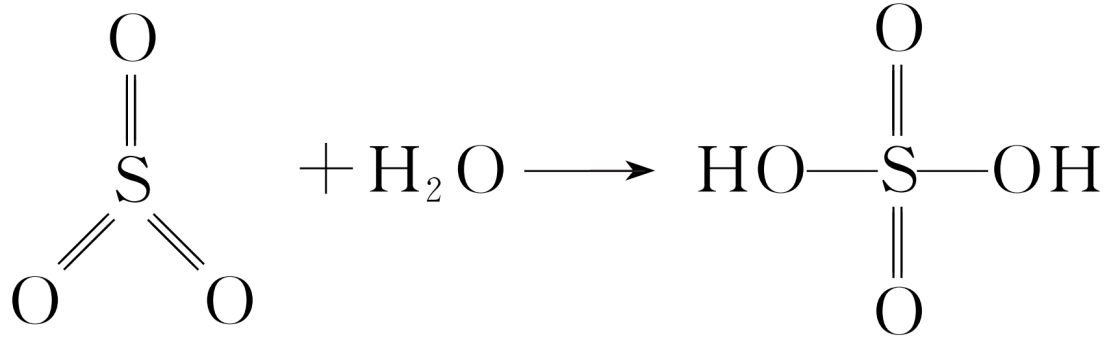 O O
S + H₂O ⟶ HO—S—OH
O O O